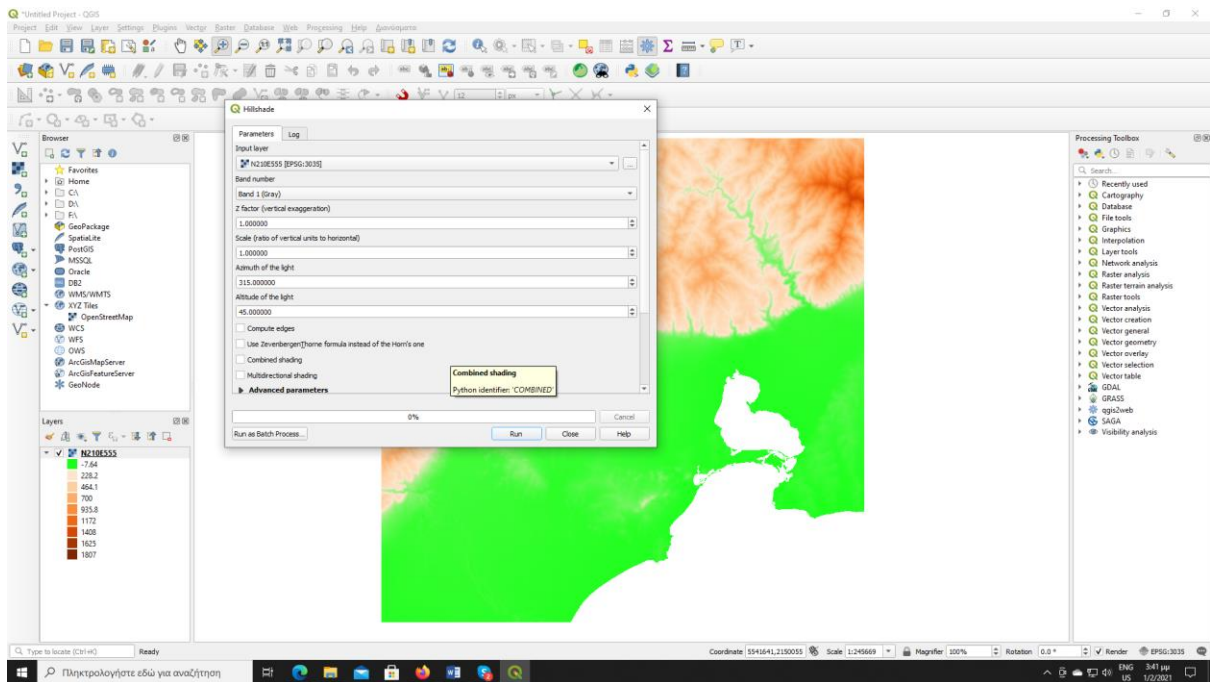 *Untitled Project - QGIS
Project Edit View Layer Settings Plugins Vector Raster Database Web Processing Help
Hillshade
Parameters Log
Input layer
N210E555 [EPSG:3035]
Band number
Band 1 (Gray)
Z factor (vertical exaggeration)
1.000000
Scale (ratio of vertical units to horizontal)
1.000000
Azimuth of the light
315.000000
Altitude of the light
45.000000
Compute edges
Use ZevenbergenThorne formula instead of the Horn's one
Combined shading
Multidirectional shading
Advanced parameters
Combined shading
Python identifier: 'COMBINED'
0%
Cancel
Run as Batch Process...
Run Close Help
Browser
Favorites
Home
C:\
D:\
F:\
GeoPackage
SpatiaLite
PostGIS
MSSQL
Oracle
DB2
WMS/WMTS
XYZ Tiles
OpenStreetMap
WCS
WFS
OWS
ArcGisMapServer
ArcGisFeatureServer
GeoNode
Layers
N210E555
-7.64
228.2
464.1
700
935.8
1172
1408
1625
1807
Processing Toolbox
Search...
Recently used
Cartography
Database
File tools
Graphics
Interpolation
Layer tools
Network analysis
Raster analysis
Raster terrain analysis
Raster tools
Vector analysis
Vector creation
Vector general
Vector geometry
Vector overlay
Vector selection
Vector table
GDAL
GRASS
qgis2web
SAGA
Visibility analysis
Type to locate (Ctrl+K) Ready Coordinate 5541641,2150055 Scale 1:245669 Magnifier 100% Rotation 0.0 ° Render EPSG:3035
Πληκτρολογήστε εδώ για αναζήτηση
ENG 3:41 μμ
US 1/2/2021